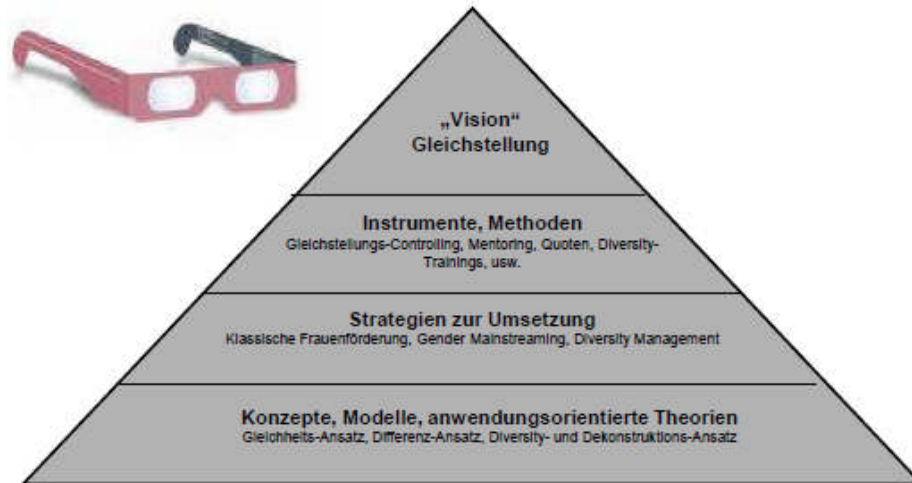 „Vision“
Gleichstellung
Instrumente, Methoden
Gleichstellungs-Controlling, Mentoring, Quoten, Diversity-
Trainings, usw.
Strategien zur Umsetzung
Klassische Frauenförderung, Gender Mainstreaming, Diversity Management
Konzepte, Modelle, anwendungsorientierte Theorien
Gleichheits-Ansatz, Differenz-Ansatz, Diversity- und Dekonstruktions-Ansatz